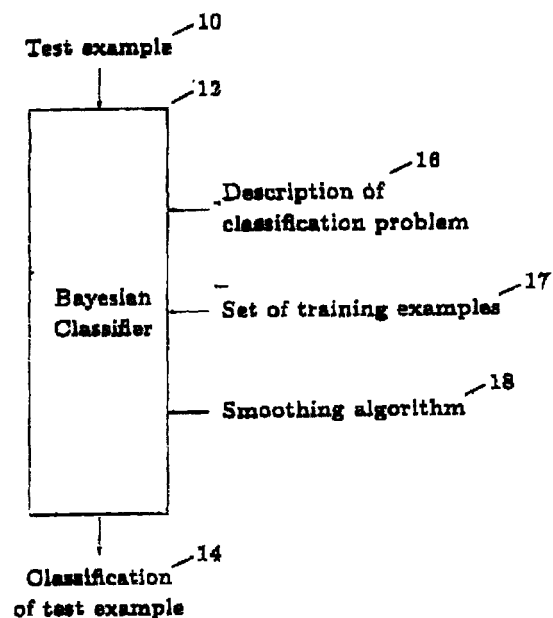 10
Test example
12
16
Description of
classification problem
17
Bayesian
Classifier
Set of training examples
18
Smoothing algorithm
14
Classification
of test example